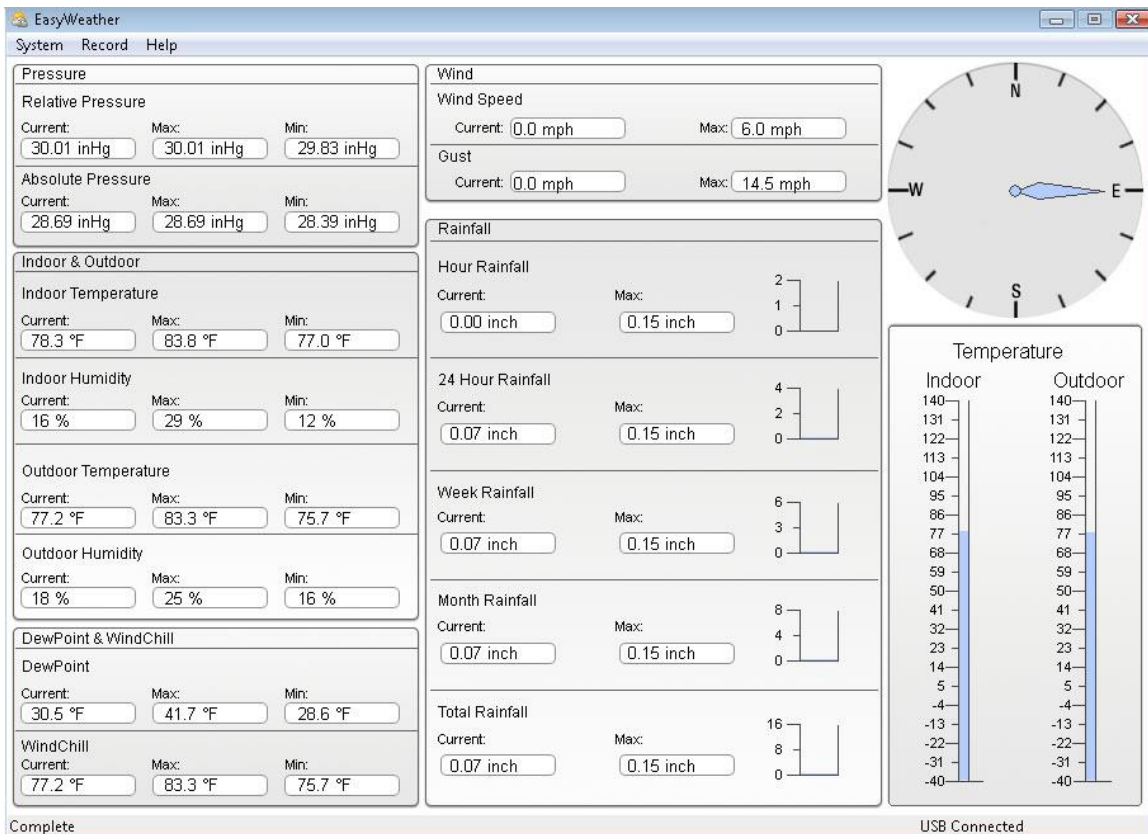 EasyWeather
System Record Help
Pressure
Relative Pressure
Current: Max: Min:
30.01 inHg 30.01 inHg 29.83 inHg
Absolute Pressure
Current: Max: Min:
28.69 inHg 28.69 inHg 28.39 inHg
Indoor & Outdoor
Indoor Temperature
Current: Max: Min:
78.3 °F 83.8 °F 77.0 °F
Indoor Humidity
Current: Max: Min:
16 % 29 % 12 %
Outdoor Temperature
Current: Max: Min:
77.2 °F 83.3 °F 75.7 °F
Outdoor Humidity
Current: Max: Min:
18 % 25 % 16 %
DewPoint & WindChill
DewPoint
Current: Max: Min:
30.5 °F 41.7 °F 28.6 °F
WindChill
Current: Max: Min:
77.2 °F 83.3 °F 75.7 °F
Wind
Wind Speed
Current: 0.0 mph Max: 6.0 mph
Gust
Current: 0.0 mph Max: 14.5 mph
Rainfall
Hour Rainfall
Current: Max:
0.00 inch 0.15 inch
2
1
0
24 Hour Rainfall
Current: Max:
0.07 inch 0.15 inch
4
2
0
Week Rainfall
Current: Max:
0.07 inch 0.15 inch
6
3
0
Month Rainfall
Current: Max:
0.07 inch 0.15 inch
8
4
0
Total Rainfall
Current: Max:
0.07 inch 0.15 inch
16
8
0
N
W E
S
Temperature
Indoor Outdoor
140 140
131 131
122 122
113 113
104 104
95 95
86 86
77 77
68 68
59 59
50 50
41 41
32 32
23 23
14 14
5 5
-4 -4
-13 -13
-22 -22
-31 -31
-40 -40
Complete USB Connected